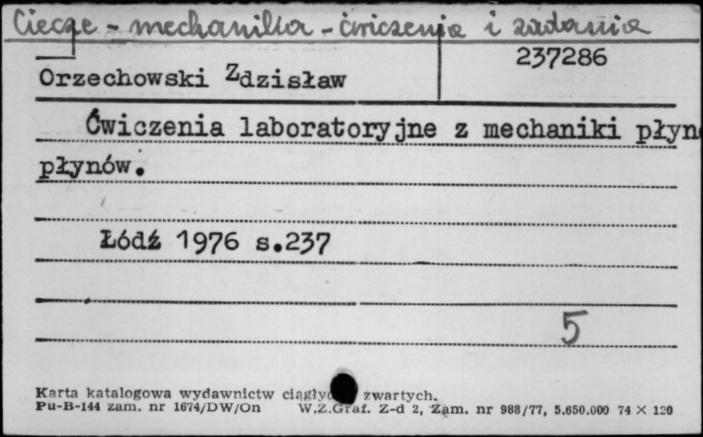 Ciecze - mechanika - ćwiczenia i zadania
237286
Orzechowski Zdzisław
Ćwiczenia laboratoryjne z mechaniki płyn
płynów.
Łódź 1976 s.237
5
Karta katalogowa wydawnictw ciągłyc zwartych.
Pu-B-144 zam. nr 1674/DW/On W.Z.Graf. Z-d 2, Zam. nr 988/77, 5.650.000 74 X 120